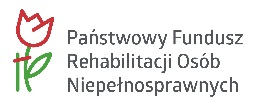 Państwowy Fundusz
Rehabilitacji Osób
Niepełnosprawnych